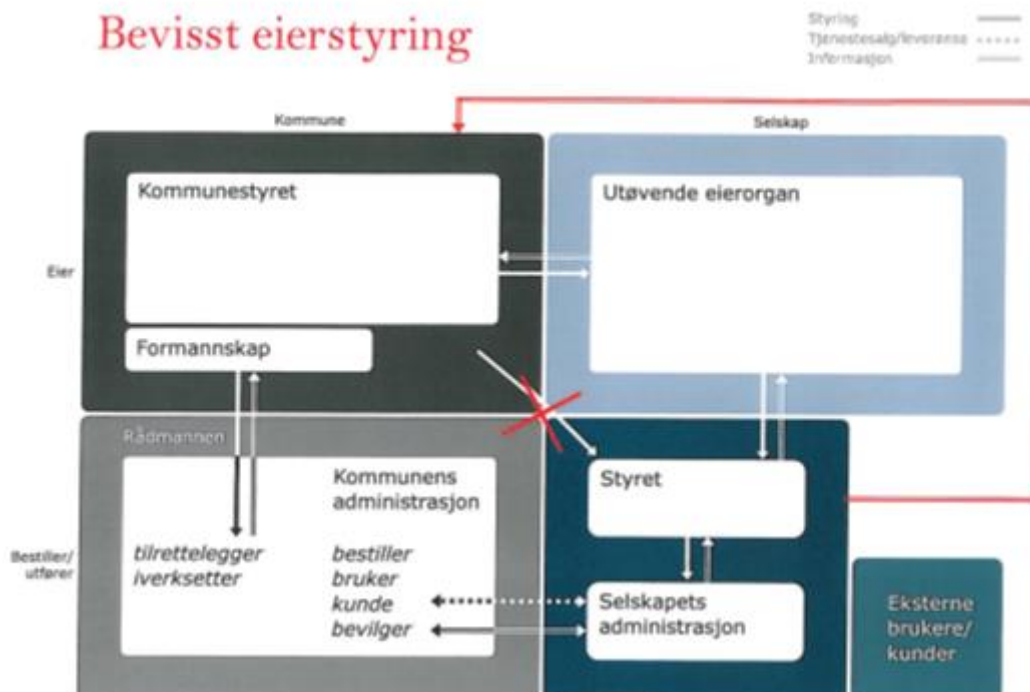 Bevisst eierstyring
Styring
Tjenestesalg/leveranse
Informasjon
Kommune
Selskap
Kommunestyret
Utøvende eierorgan
Eier
Formannskap
Rådmannen
Kommunens
administrasjon
Styret
Bestiller/
utfører
tilrettelegger
iverksetter
bestiller
bruker
kunde
bevilger
Selskapets
administrasjon
Eksterne
brukere/
kunder